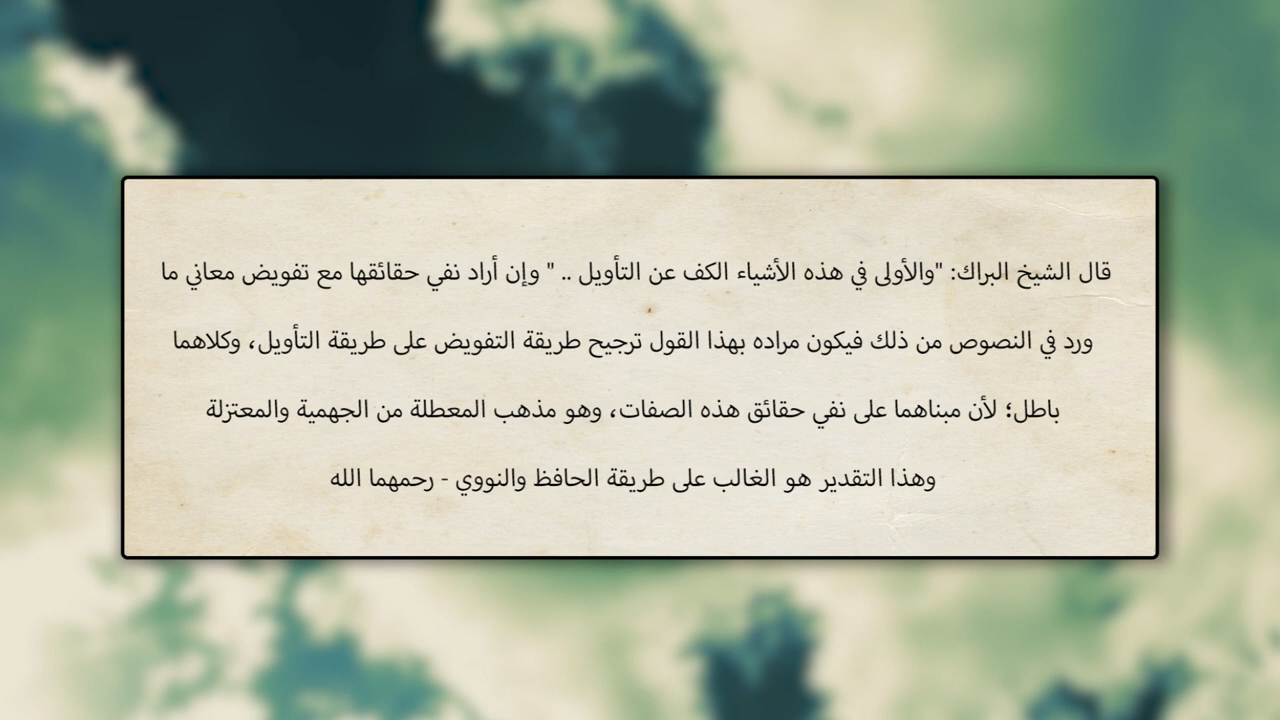 قال الشيخ البراك: "والأولى في هذه الأشياء الكف عن التأويل .. " وإن أراد نفي حقائقها مع تفويض معاني ما
ورد في النصوص من ذلك فيكون مراده بهذا القول ترجيح طريقة التفويض على طريقة التأويل، وكلاهما
باطل؛ لأن مبناهما على نفي حقائق هذه الصفات، وهو مذهب المعطلة من الجهمية والمعتزلة
وهذا التقدير هو الغالب على طريقة الحافظ والنووي - رحمهما الله